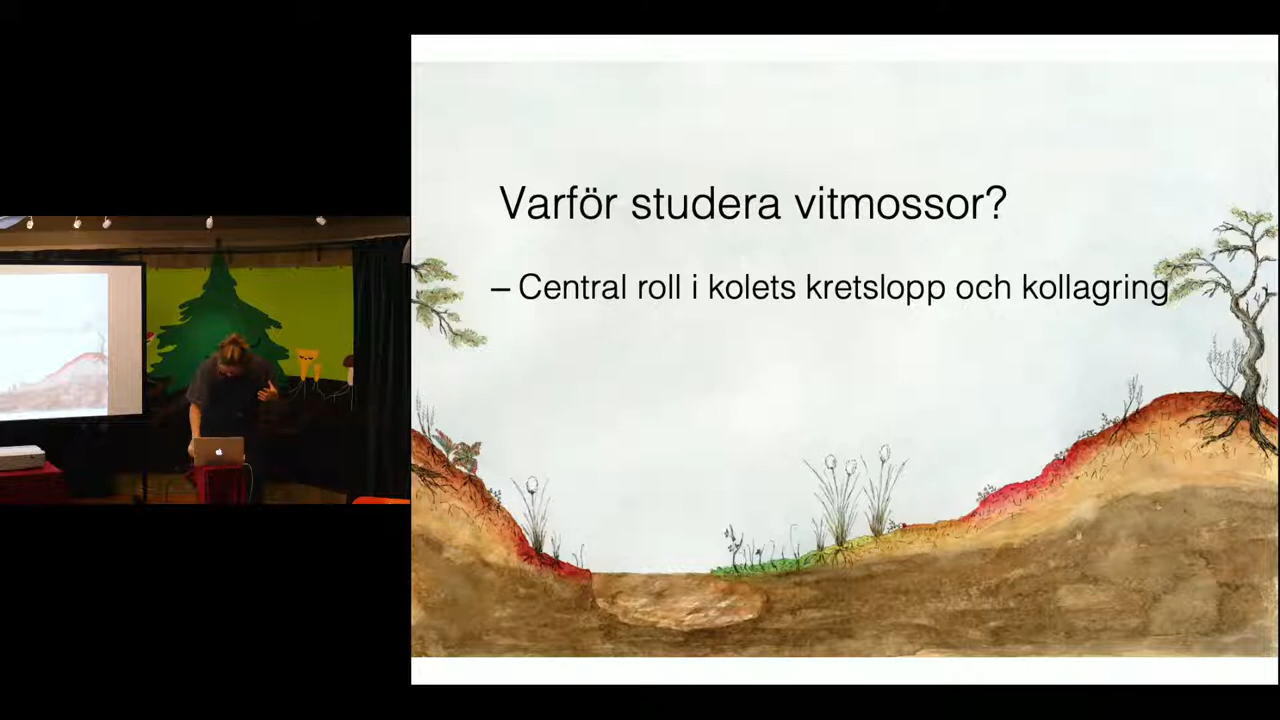 Varför studera vitmossor?
– Central roll i kolets kretslopp och kollagring